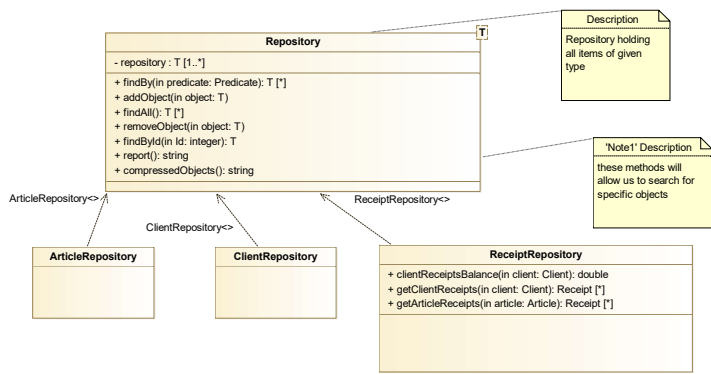 Description
Repository holding
all items of given
type
T
Repository
- repository : T [1..*]
+ findBy(in predicate: Predicate): T [*]
+ addObject(in object: T)
+ findAll(): T [*]
+ removeObject(in object: T)
+ findById(in Id: integer): T
+ report(): string
+ compressedObjects(): string
'Note1' Description
these methods will
allow us to search for
specific objects
ArticleRepository<>
ClientRepository<>
ReceiptRepository<>
ArticleRepository
ClientRepository
ReceiptRepository
+ clientReceiptsBalance(in client: Client): double
+ getClientReceipts(in client: Client): Receipt [*]
+ getArticleReceipts(in article: Article): Receipt [*]